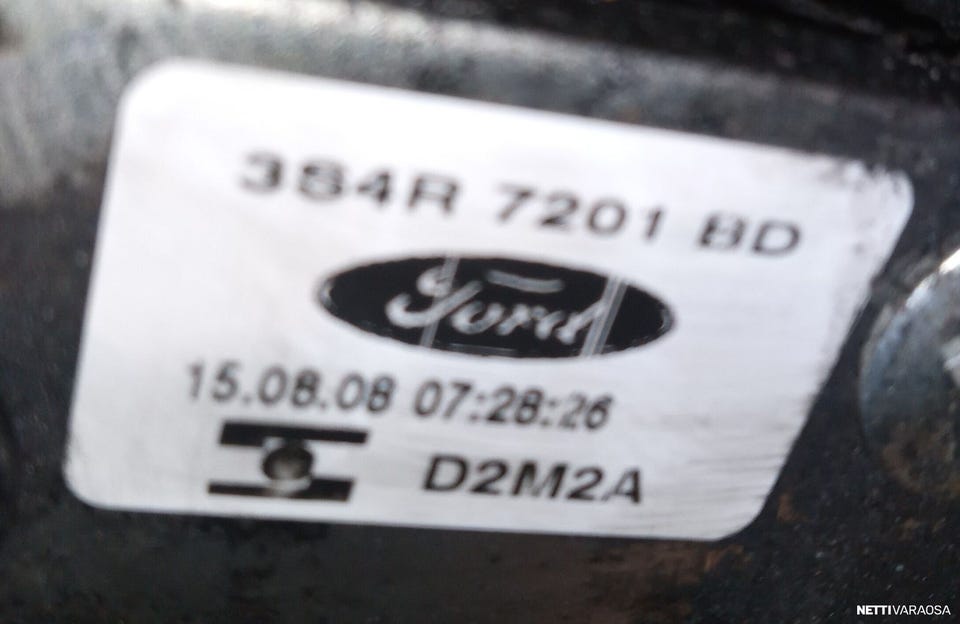 3S4R 7201 BD
Ford
15.08.08 07:28:26
D2M2A
NETTIVARAOSA